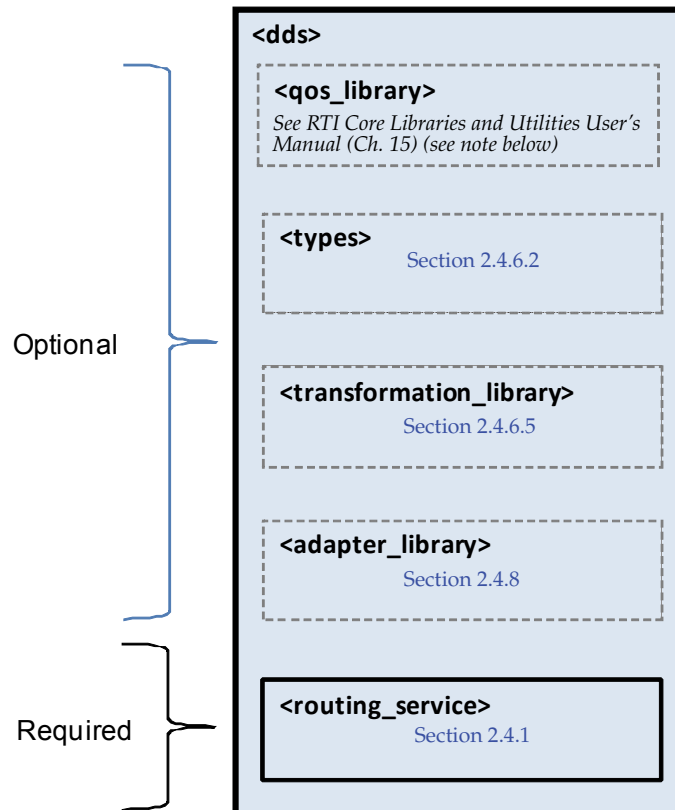 <dds>
<qos_library>
See RTI Core Libraries and Utilities User's
Manual (Ch. 15) (see note below)
<types>
Section 2.4.6.2
Optional
<transformation_library>
Section 2.4.6.5
<adapter_library>
Section 2.4.8
<routing_service>
Required
Section 2.4.1